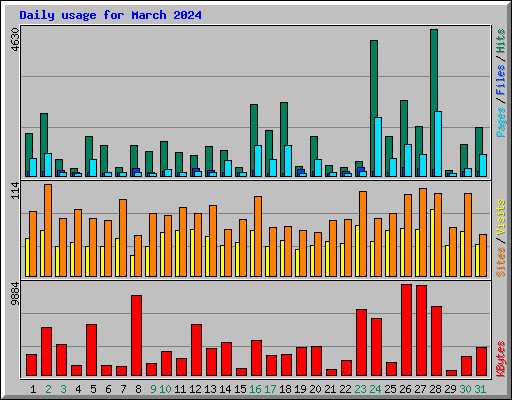 Daily usage for March 2024
4630
Pages / Files / Hits
114
Sites / Visits
9884
KBytes
1 2 3 4 5 6 7 8 9 10 11 12 13 14 15 16 17 18 19 20 21 22 23 24 25 26 27 28 29 30 31